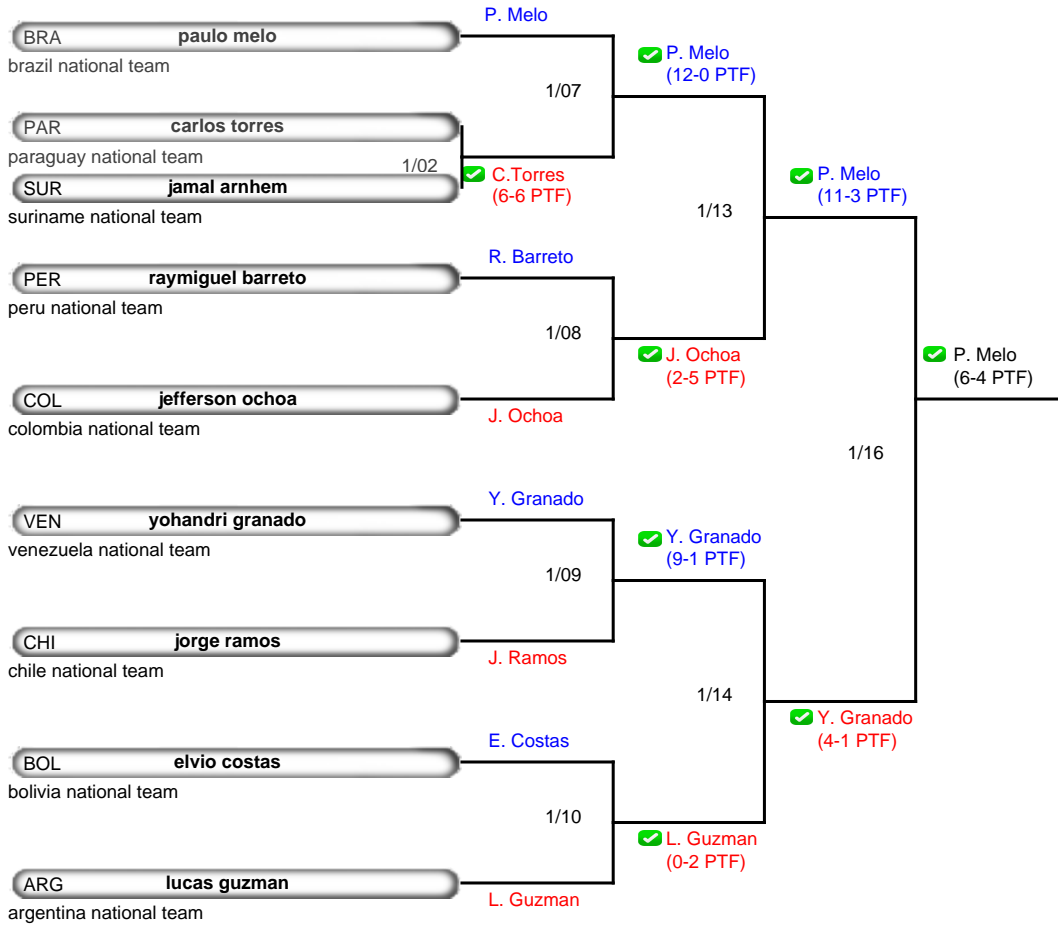 P. Melo
BRA paulo melo
brazil national team
P. Melo
(12-0 PTF)
1/07
PAR carlos torres
paraguay national team
1/02
C.Torres
(6-6 PTF)
SUR jamal arnhem
suriname national team
P. Melo
(11-3 PTF)
1/13
R. Barreto
PER raymiguel barreto
peru national team
1/08
J. Ochoa
(2-5 PTF)
P. Melo
(6-4 PTF)
COL jefferson ochoa
J. Ochoa
colombia national team
1/16
Y. Granado
VEN yohandri granado
venezuela national team
Y. Granado
(9-1 PTF)
1/09
CHI jorge ramos
J. Ramos
chile national team
1/14
Y. Granado
(4-1 PTF)
E. Costas
BOL elvio costas
bolivia national team
1/10
L. Guzman
(0-2 PTF)
ARG lucas guzman
L. Guzman
argentina national team